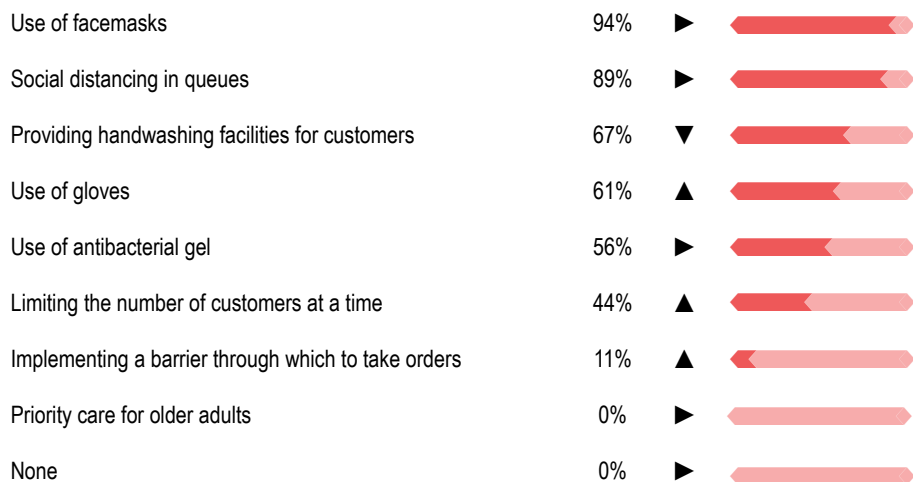 Use of facemasks 94% ►
Social distancing in queues 89% ►
Providing handwashing facilities for customers 67% ▼
Use of gloves 61% ▲
Use of antibacterial gel 56% ►
Limiting the number of customers at a time 44% ▲
Implementing a barrier through which to take orders 11% ▲
Priority care for older adults 0% ►
None 0% ►